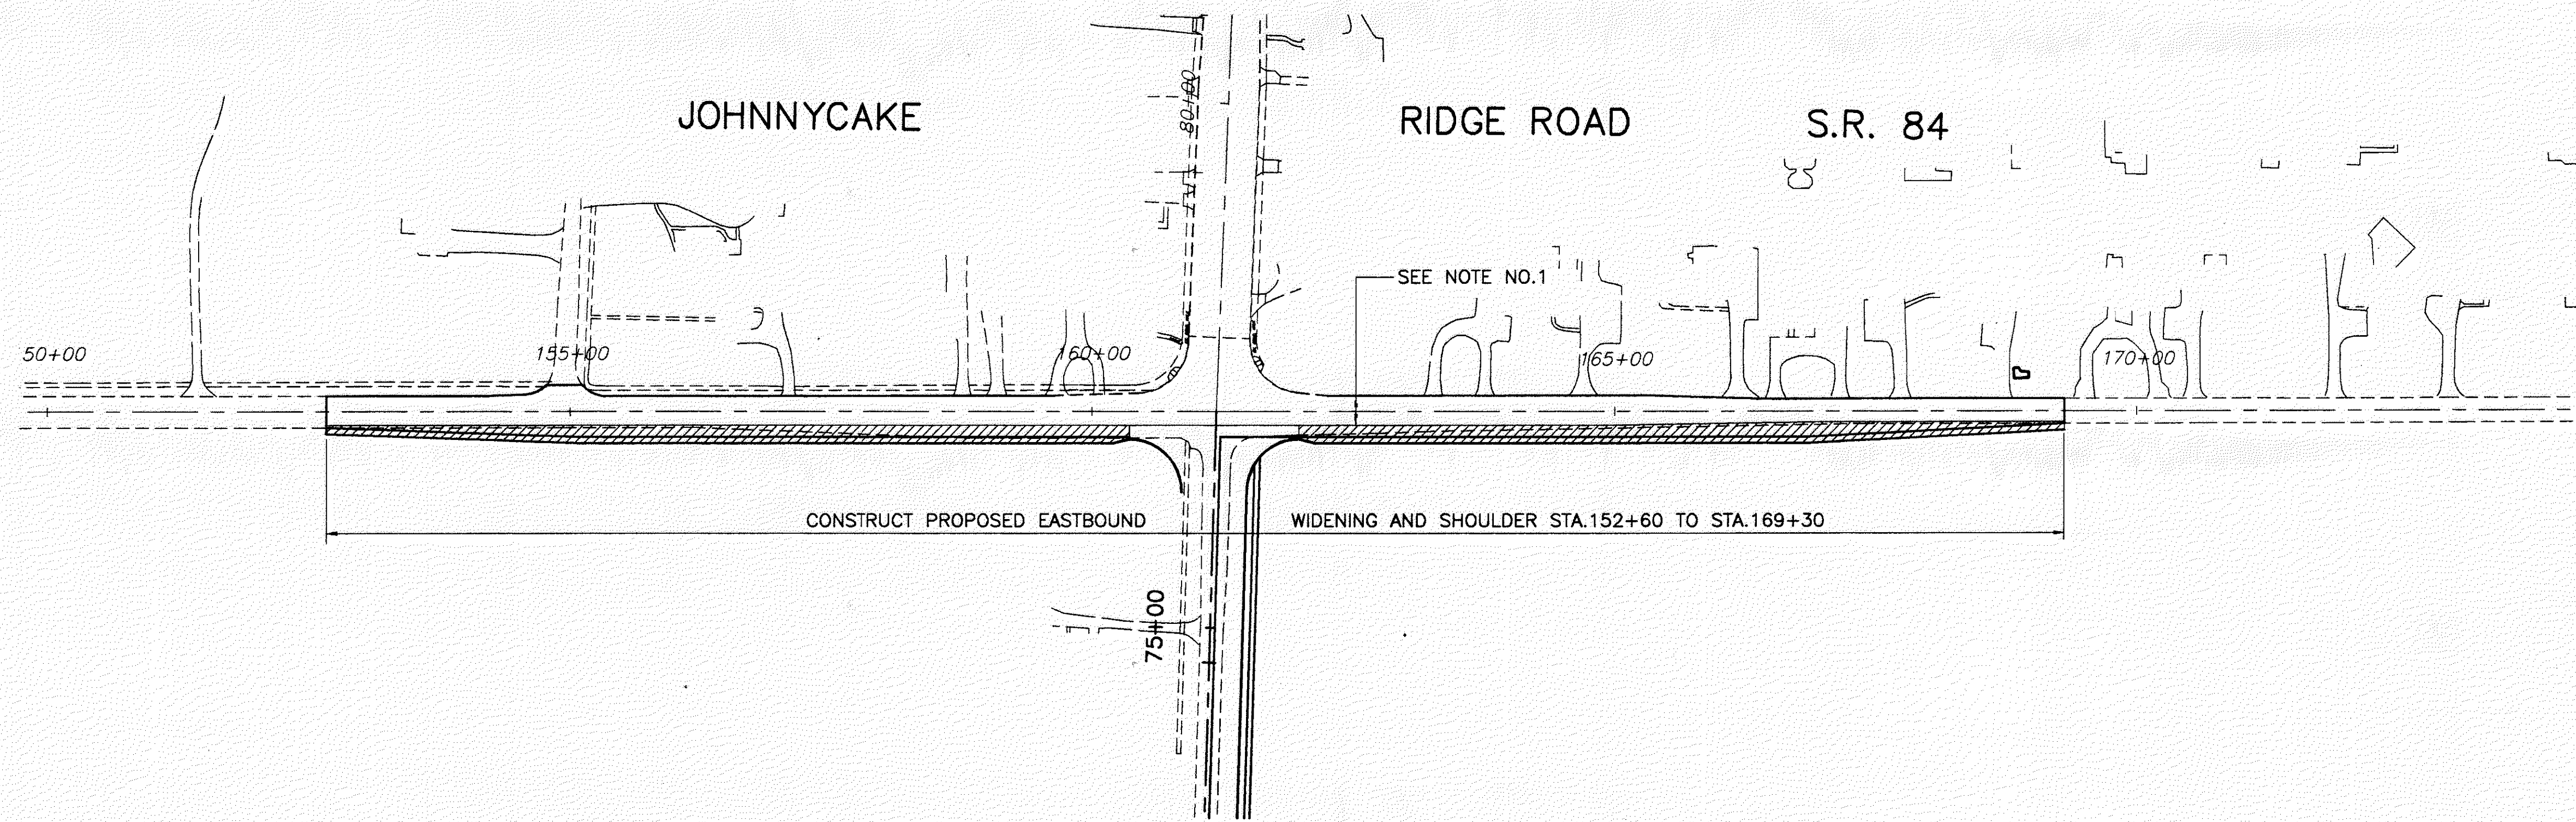 JOHNNYCAKE RIDGE ROAD S.R. 84
80+00
SEE NOTE NO.1
50+00 155+00 160+00 165+00 170+00
CONSTRUCT PROPOSED EASTBOUND WIDENING AND SHOULDER STA.152+60 TO STA.169+30
75+00